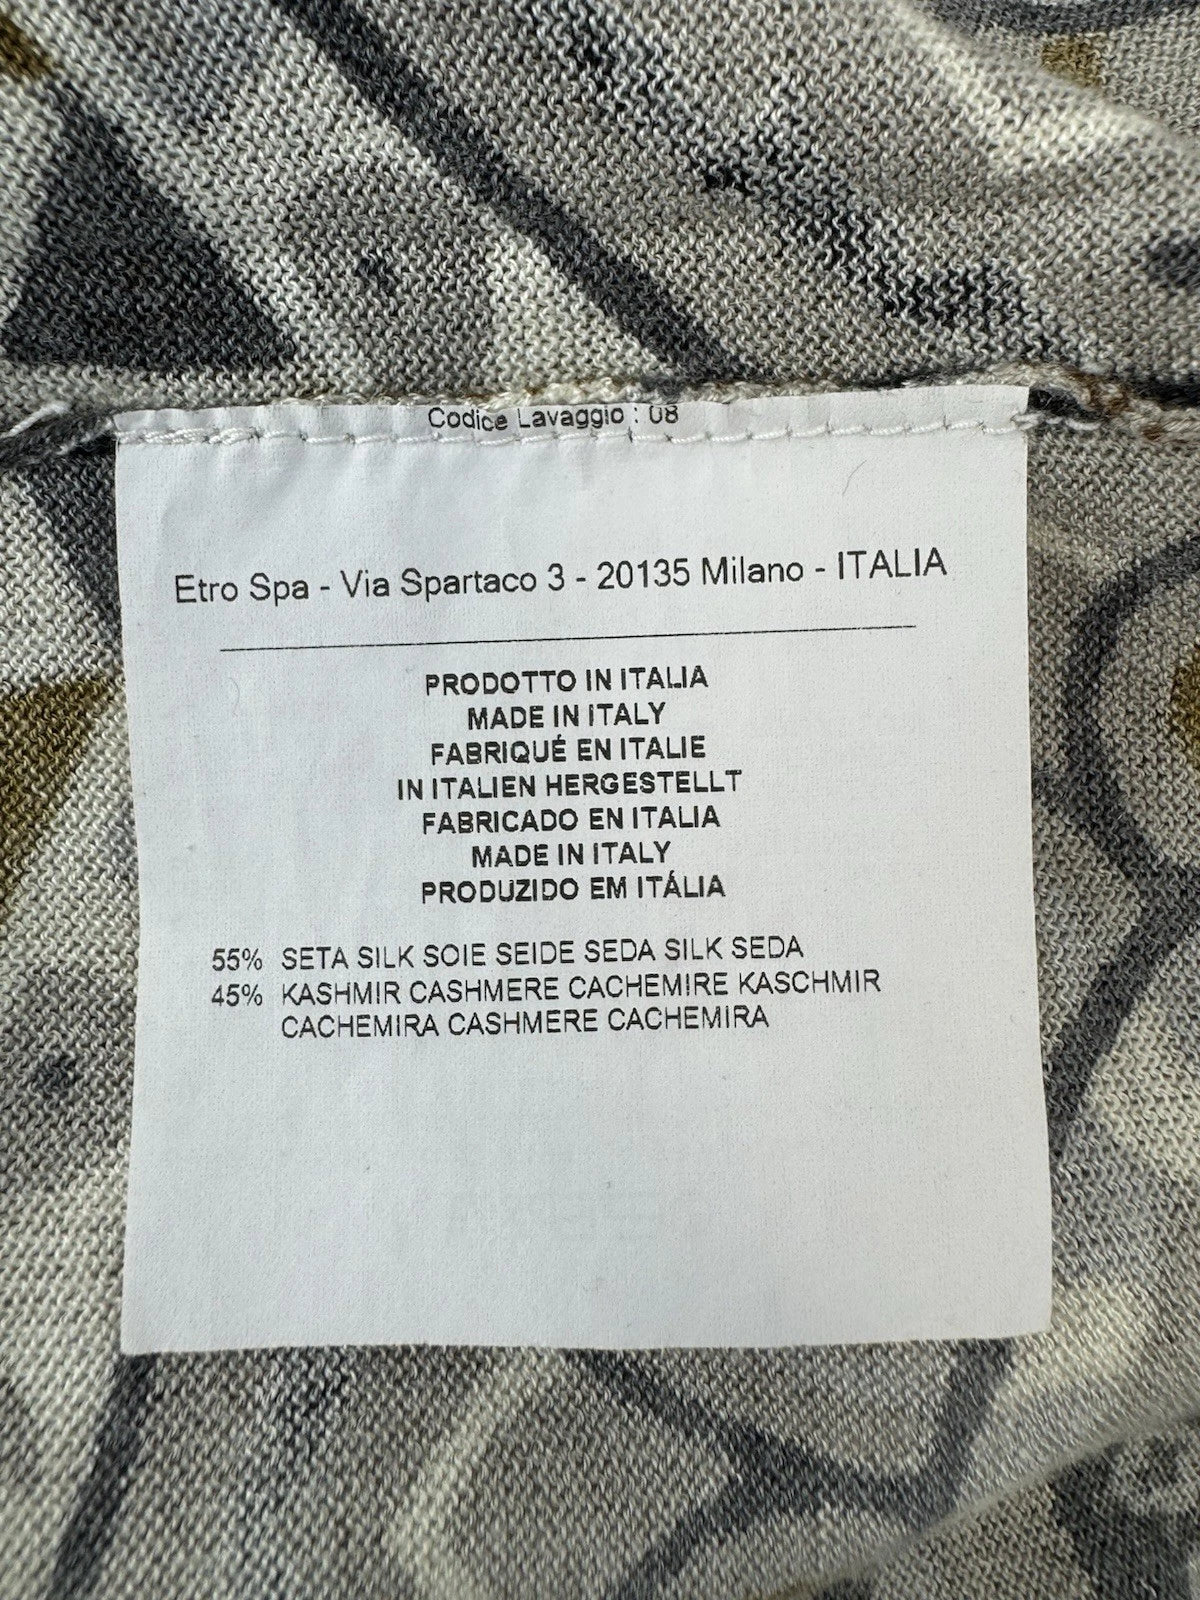 Codice Lavaggio : 08
Etro Spa - Via Spartaco 3 - 20135 Milano - ITALIA
PRODOTTO IN ITALIA
MADE IN ITALY
FABRIQUÉ EN ITALIE
IN ITALIEN HERGESTELLT
FABRICADO EN ITALIA
MADE IN ITALY
PRODUZIDO EM ITÁLIA
55% SETA SILK SOIE SEIDE SEDA SILK SEDA
45% KASHMIR CASHMERE CACHEMIRE KASCHMIR
CACHEMIRA CASHMERE CACHEMIRA